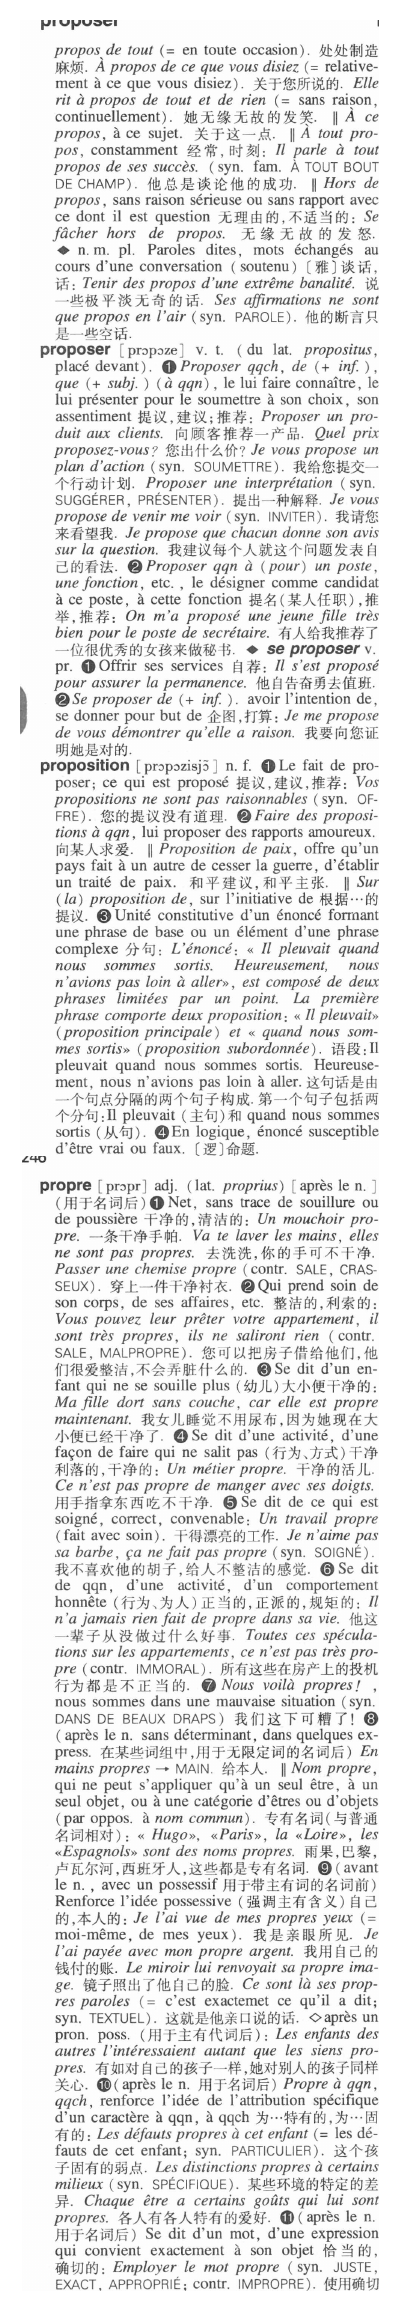 proposer
propos de tout (= en toute occasion). 处处制造
麻烦. À propos de ce que vous disiez (= relative-
ment à ce que vous disiez). 关于您所说的. Elle
rit à propos de tout et de rien (= sans raison,
continuellement). 她无缘无故的发笑. ‖ À ce
propos, à ce sujet. 关于这一点. ‖ À tout pro-
pos, constamment 经常,时刻: Il parle à tout
propos de ses succès. (syn. fam. À TOUT BOUT
DE CHAMP). 他总是谈论他的成功. ‖ Hors de
propos, sans raison sérieuse ou sans rapport avec
ce dont il est question 无理由的,不适当的: Se
fâcher hors de propos. 无缘无故的发怒.
◆ n. m. pl. Paroles dites, mots échangés au
cours d'une conversation (soutenu) [雅]谈话,
话: Tenir des propos d'une extrême banalité. 说
一些极平淡无奇的话. Ses affirmations ne sont
que propos en l'air (syn. PAROLE). 他的断言只
是一些空话.
proposer [prɔpoze] v. t. (du lat. propositus,
placé devant). ❶ Proposer qqch, de (+ inf.),
que (+ subj.) (à qqn), le lui faire connaître, le
lui présenter pour le soumettre à son choix, son
assentiment 提议,建议;推荐: Proposer un pro-
duit aux clients. 向顾客推荐一产品. Quel prix
proposez-vous? 您出什么价? Je vous propose un
plan d'action (syn. SOUMETTRE). 我给您提交一
个行动计划. Proposer une interprétation (syn.
SUGGÉRER, PRÉSENTER). 提出一种解释. Je vous
propose de venir me voir (syn. INVITER). 我请您
来看望我. Je propose que chacun donne son avis
sur la question. 我建议每个人就这个问题发表自
己的看法. ❷ Proposer qqn à (pour) un poste,
une fonction, etc., le désigner comme candidat
à ce poste, à cette fonction 提名(某人任职),推
举,推荐: On m'a proposé une jeune fille très
bien pour le poste de secrétaire. 有人给我推荐了
一位很优秀的女孩来做秘书. ◆ se proposer v.
pr. ❶ Offrir ses services 自荐: Il s'est proposé
pour assurer la permanence. 他自告奋勇去值班.
❷ Se proposer de (+ inf.). avoir l'intention de,
se donner pour but de 企图,打算: Je me propose
de vous démontrer qu'elle a raison. 我要向您证
明她是对的.
proposition [prɔpozisjɔ̃] n. f. ❶ Le fait de pro-
poser; ce qui est proposé 提议,建议,推荐: Vos
propositions ne sont pas raisonnables (syn. OF-
FRE). 您的提议没有道理. ❷ Faire des proposi-
tions à qqn, lui proposer des rapports amoureux.
向某人求爱. ‖ Proposition de paix, offre qu'un
pays fait à un autre de cesser la guerre, d'établir
un traité de paix. 和平建议,和平主张. ‖ Sur
(la) proposition de, sur l'initiative de 根据…的
提议. ❸ Unité constitutive d'un énoncé formant
une phrase de base ou un élément d'une phrase
complexe 分句: L'énoncé: « Il pleuvait quand
nous sommes sortis. Heureusement, nous
n'avions pas loin à aller», est composé de deux
phrases limitées par un point. La première
phrase comporte deux proposition: « Il pleuvait»
(proposition principale) et « quand nous som-
mes sortis» (proposition subordonnée). 语段: Il
pleuvait quand nous sommes sortis. Heureuse-
ment, nous n'avions pas loin à aller. 这句话是由
一个句点分隔的两个句子构成. 第一个句子包括两
个分句: Il pleuvait (主句)和 quand nous sommes
sortis (从句). ❹ En logique, énoncé susceptible
d'être vrai ou faux. [逻]命题.
246
propre [prɔpr] adj. (lat. proprius) [après le n.]
(用于名词后) ❶ Net, sans trace de souillure ou
de poussière 干净的,清洁的: Un mouchoir pro-
pre. 一条干净手帕. Va te laver les mains, elles
ne sont pas propres. 去洗洗,你的手可不干净.
Passer une chemise propre (contr. SALE, CRAS-
SEUX). 穿上一件干净衬衣. ❷ Qui prend soin de
son corps, de ses affaires, etc. 整洁的,利索的:
Vous pouvez leur prêter votre appartement, il
sont très propres, ils ne saliront rien (contr.
SALE, MALPROPRE). 您可以把房子借给他们,他
们很爱整洁,不会弄脏什么的. ❸ Se dit d'un en-
fant qui ne se souille plus (幼儿)大小便干净的:
Ma fille dort sans couche, car elle est propre
maintenant. 我女儿睡觉不用尿布,因为她现在大
小便已经干净了. ❹ Se dit d'une activité, d'une
façon de faire qui ne salit pas (行为、方式)干净
利落的,干净的: Un métier propre. 干净的活儿.
Ce n'est pas propre de manger avec ses doigts.
用手指拿东西吃不干净. ❺ Se dit de ce qui est
soigné, correct, convenable: Un travail propre
(fait avec soin). 干得漂亮的工作. Je n'aime pas
sa barbe, ça ne fait pas propre (syn. SOIGNÉ).
我不喜欢他的胡子,给人不整洁的感觉. ❻ Se dit
de qqn, d'une activité, d'un comportement
honnête (行为、为人)正当的,正派的,规矩的: Il
n'a jamais rien fait de propre dans sa vie. 他这
一辈子从没做过什么好事. Toutes ces spécula-
tions sur les appartements, ce n'est pas très pro-
pre (contr. IMMORAL). 所有这些在房产上的投机
行为都是不正当的. ❼ Nous voilà propres!,
nous sommes dans une mauvaise situation (syn.
DANS DE BEAUX DRAPS) 我们这下可糟了! ❽
(après le n. sans déterminant, dans quelques ex-
press. 在某些词组中,用于无限定词的名词后) En
mains propres → MAIN. 给本人. ‖ Nom propre,
qui ne peut s'appliquer qu'à un seul être, à un
seul objet, ou à une catégorie d'êtres ou d'objets
(par oppos. à nom commun). 专有名词(与普通
名词相对): « Hugo», «Paris», la «Loire», les
«Espagnols» sont des noms propres. 雨果,巴黎,
卢瓦尔河,西班牙人,这些都是专有名词. ❾ (avant
le n., avec un possessif 用于带主有词的名词前)
Renforce l'idée possessive (强调主有含义)自己
的,本人的: Je l'ai vue de mes propres yeux (=
moi-même, de mes yeux). 我是亲眼所见. Je
l'ai payée avec mon propre argent. 我用自己的
钱付的账. Le miroir lui renvoyait sa propre ima-
ge. 镜子照出了他自己的脸. Ce sont là ses prop-
res paroles (= c'est exactemet ce qu'il a dit;
syn. TEXTUEL). 这就是他亲口说的话. ◇ après un
pron. poss. (用于主有代词后): Les enfants des
autres l'intéressaient autant que les siens pro-
pres. 有如对自己的孩子一样,她对别人的孩子同样
关心. ❿ (après le n. 用于名词后) Propre à qqn,
qqch, renforce l'idée de l'attribution spécifique
d'un caractère à qqn, à qqch 为…特有的,为…固
有的: Les défauts propres à cet enfant (= les dé-
fauts de cet enfant; syn. PARTICULIER). 这个孩
子固有的弱点. Les distinctions propres à certains
milieux (syn. SPÉCIFIQUE). 某些环境的特定的差
异. Chaque être a certains goûts qui lui sont
propres. 各人有各人特有的爱好. ⓫ (après le n.
用于名词后) Se dit d'un mot, d'une expression
qui convient exactement à son objet 恰当的,
确切的: Employer le mot propre (syn. JUSTE,
EXACT, APPROPRIÉ; contr. IMPROPRE). 使用确切